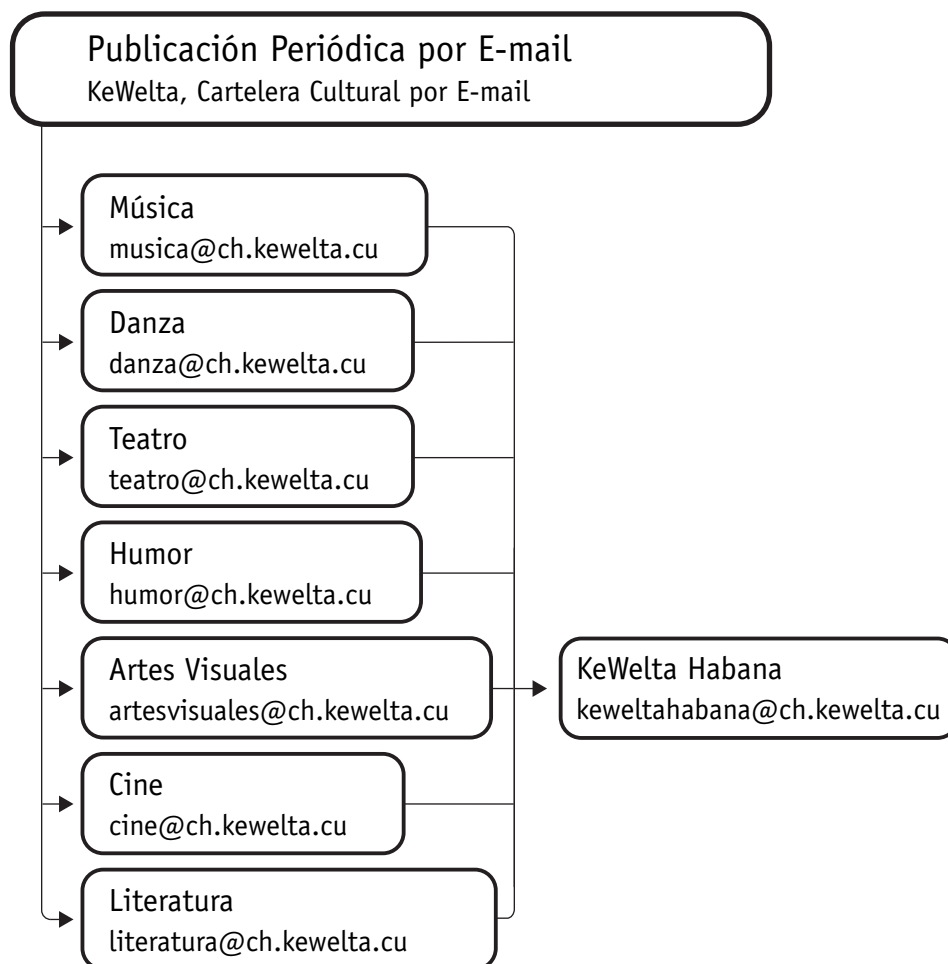 Publicación Periódica por E-mail
KeWelta, Cartelera Cultural por E-mail
Música
musica@ch.kewelta.cu
Danza
danza@ch.kewelta.cu
Teatro
teatro@ch.kewelta.cu
Humor
humor@ch.kewelta.cu
Artes Visuales
artesvisuales@ch.kewelta.cu
KeWelta Habana
keweltahabana@ch.kewelta.cu
Cine
cine@ch.kewelta.cu
Literatura
literatura@ch.kewelta.cu